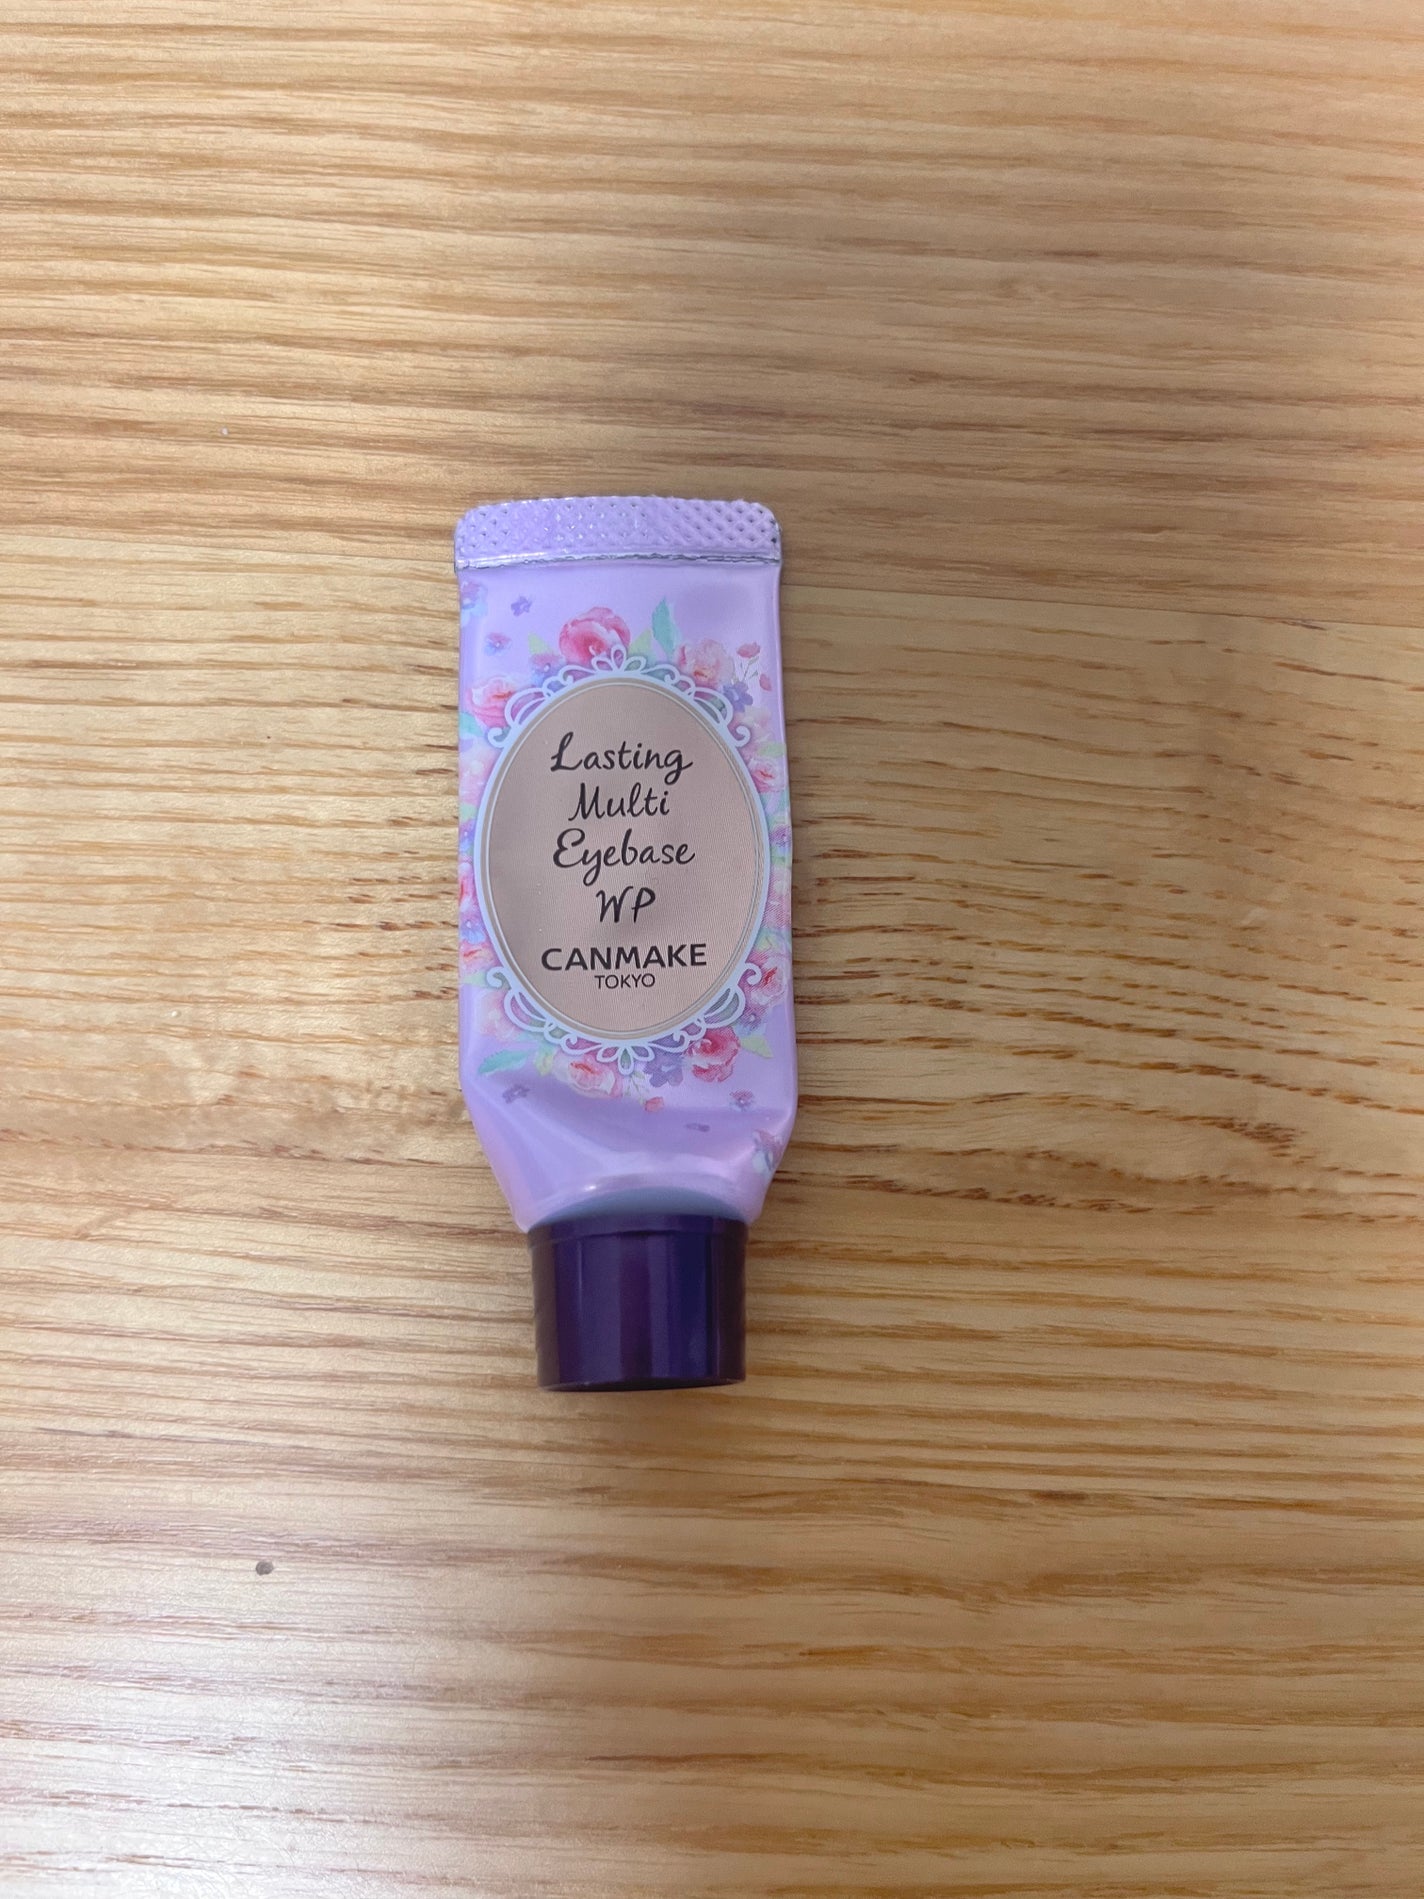 Lasting
Multi
Eyebase
WP
CANMAKE
TOKYO